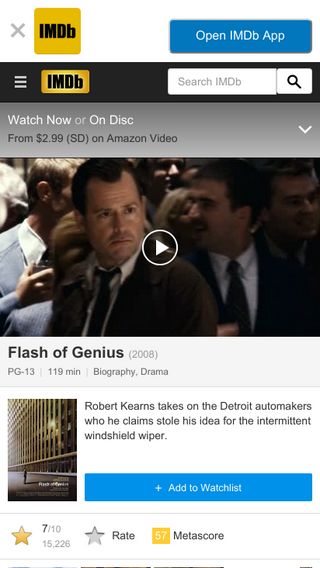 IMDb
Open IMDb App
IMDb
Search IMDb
Watch Now or On Disc
From $2.99 (SD) on Amazon Video
Flash of Genius (2008)
PG-13 | 119 min | Biography, Drama
Robert Kearns takes on the Detroit automakers
who he claims stole his idea for the intermittent
windshield wiper.
Flash of Genius
+ Add to Watchlist
7/10
15,226
Rate
57 Metascore